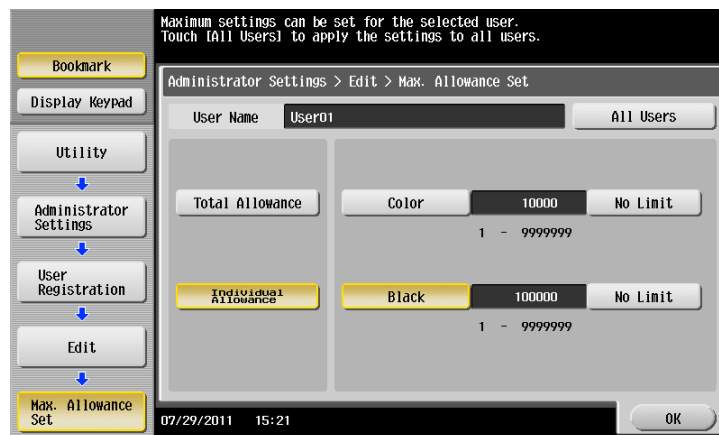 Maximum settings can be set for the selected user.
Touch [All Users] to apply the settings to all users.
Bookmark
Display Keypad
Utility
Administrator
Settings
User
Registration
Edit
Max. Allowance
Set
Administrator Settings > Edit > Max. Allowance Set
User Name User01 All Users
Total Allowance Color 10000 No Limit
1 - 9999999
Individual
Allowance
Black 100000 No Limit
1 - 9999999
07/29/2011 15:21 OK